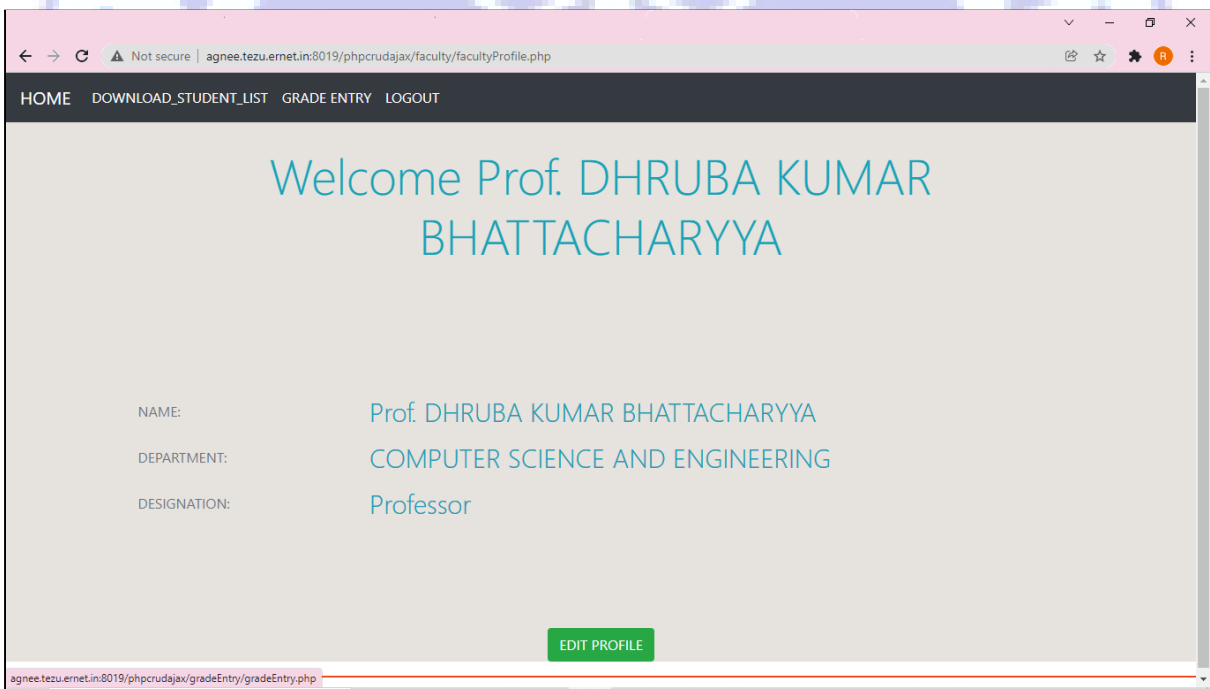 Not secure | agnee.tezu.ernet.in:8019/phpcrudajax/faculty/facultyProfile.php
R
HOME DOWNLOAD_STUDENT_LIST GRADE ENTRY LOGOUT
Welcome Prof. DHRUBA KUMAR
BHATTACHARYYA
NAME: Prof. DHRUBA KUMAR BHATTACHARYYA
DEPARTMENT: COMPUTER SCIENCE AND ENGINEERING
DESIGNATION: Professor
EDIT PROFILE
agnee.tezu.ernet.in:8019/phpcrudajax/gradeEntry/gradeEntry.php